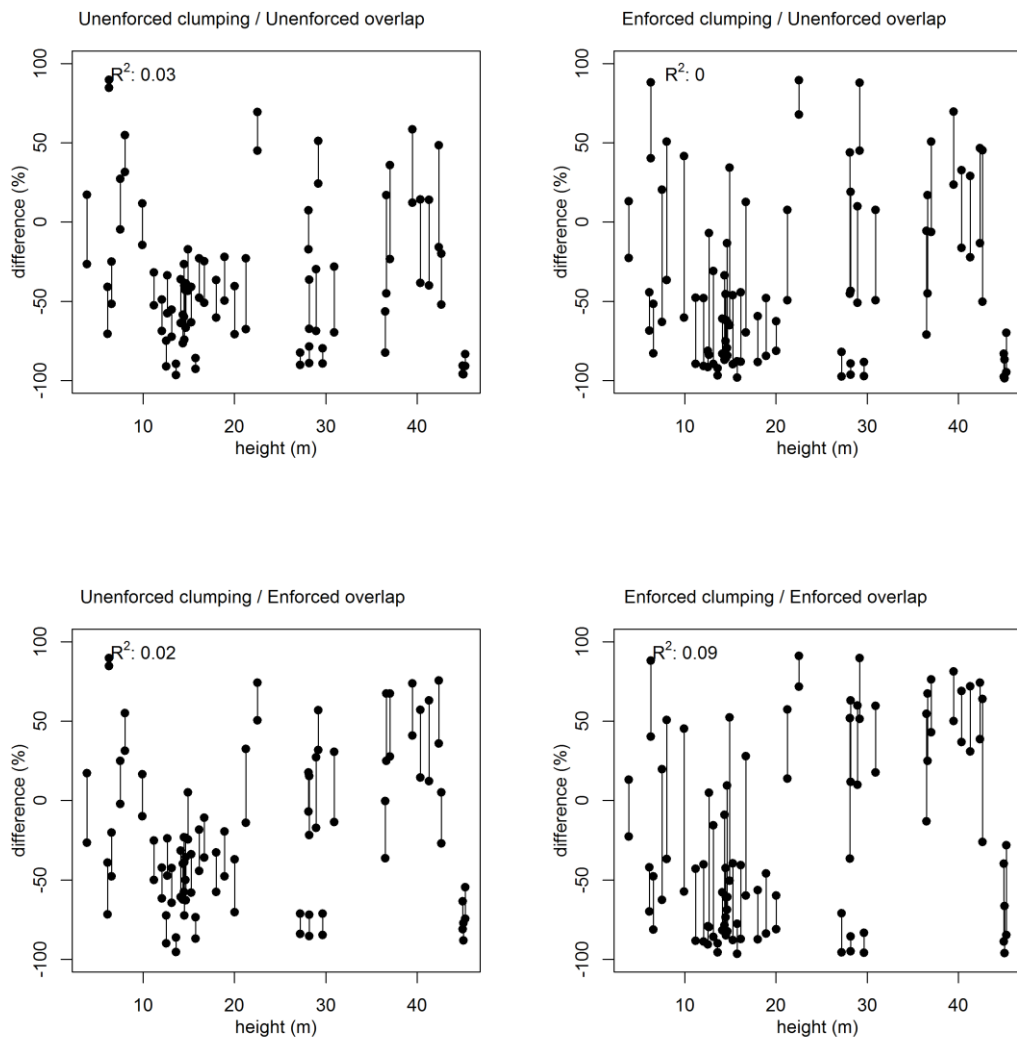 Unenforced clumping / Unenforced overlap
R²: 0.03
100
50
0
-50
-100
difference (%)
10
20
30
40
height (m)
Enforced clumping / Unenforced overlap
R²: 0
100
50
0
-50
-100
difference (%)
10
20
30
40
height (m)
Unenforced clumping / Enforced overlap
R²: 0.02
100
50
0
-50
-100
difference (%)
10
20
30
40
height (m)
Enforced clumping / Enforced overlap
R²: 0.09
100
50
0
-50
-100
difference (%)
10
20
30
40
height (m)